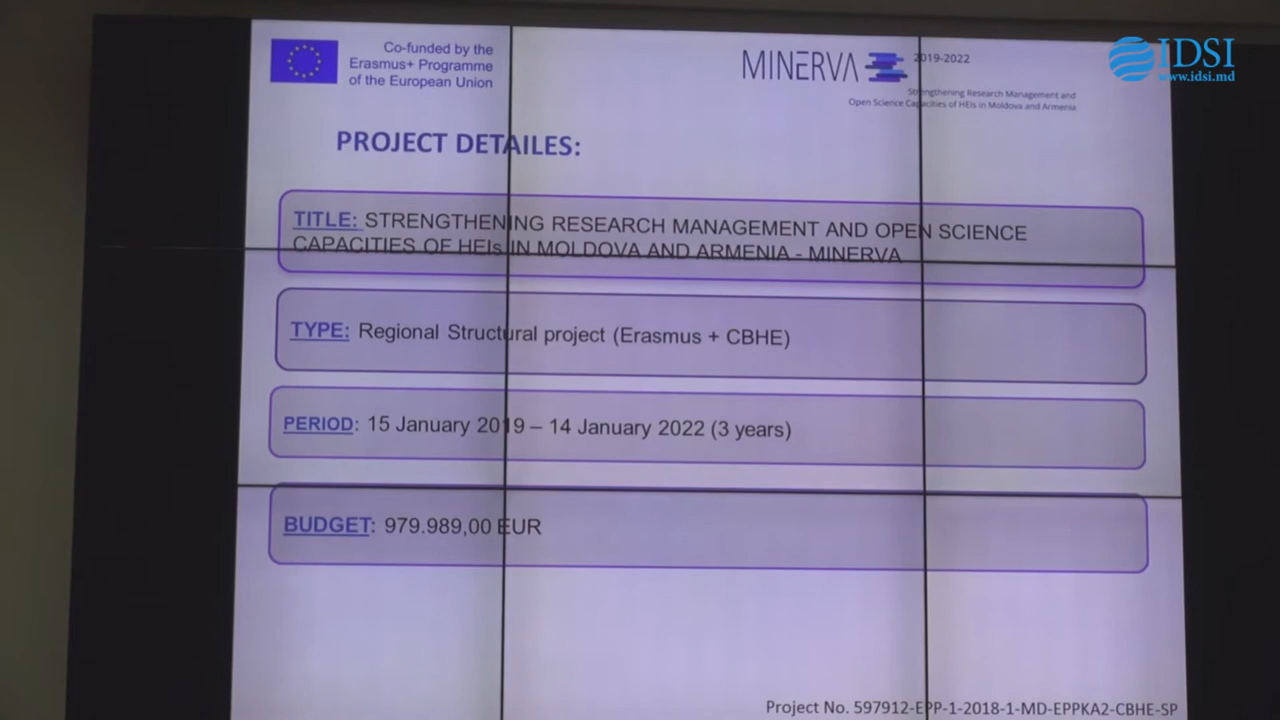 Co-funded by the
Erasmus+ Programme
of the European Union
MINERVA 2019-2022
Strengthening Research Management and
Open Science Capacities of HEIs in Moldova and Armenia
IDSI
www.idsi.md
PROJECT DETAILES:
TITLE: STRENGTHENING RESEARCH MANAGEMENT AND OPEN SCIENCE
CAPACITIES OF HEIs IN MOLDOVA AND ARMENIA - MINERVA
TYPE: Regional Structural project (Erasmus + CBHE)
PERIOD: 15 January 2019 – 14 January 2022 (3 years)
BUDGET: 979.989,00 EUR
Project No. 597912-EPP-1-2018-1-MD-EPPKA2-CBHE-SP